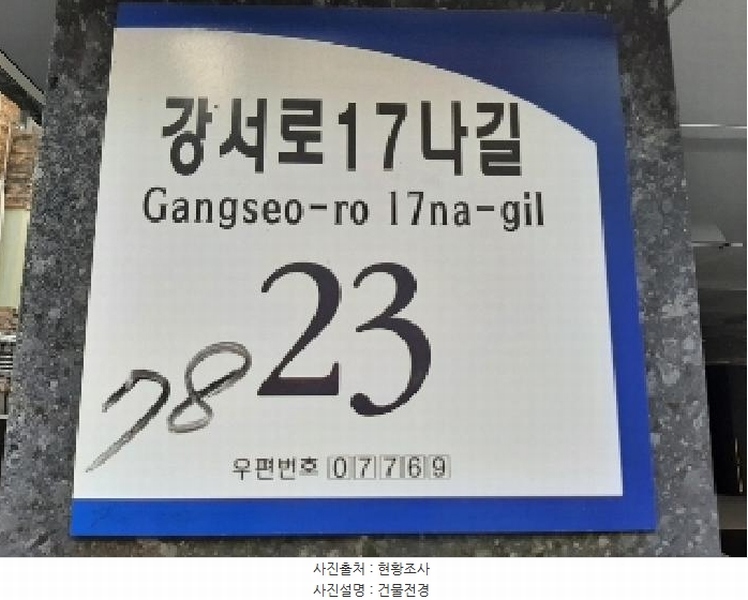 강서로17나길
Gangseo-ro 17na-gil
23
78
우편번호 07769
사진출처 : 현황조사
사진설명 : 건물전경